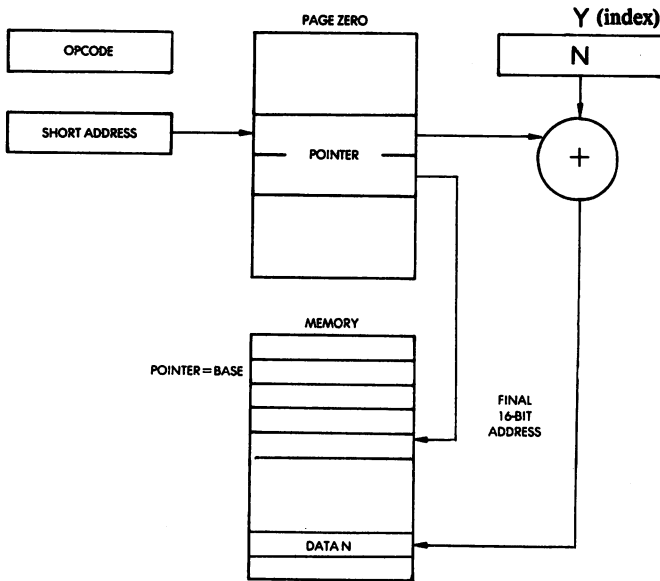 PAGE ZERO
Y (index)
OPCODE
N
SHORT ADDRESS
POINTER
+
MEMORY
POINTER=BASE
FINAL
16-BIT
ADDRESS
DATA N